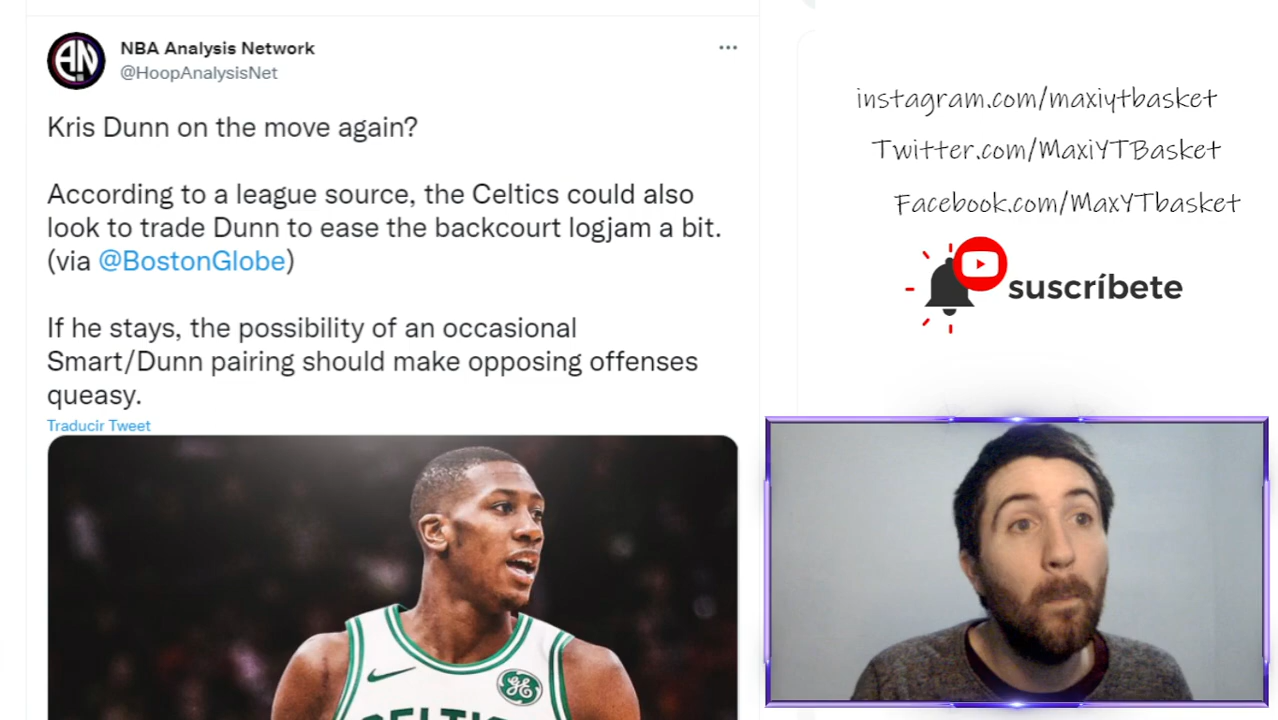 NBA Analysis Network
@HoopAnalysisNet
Kris Dunn on the move again?
According to a league source, the Celtics could also
look to trade Dunn to ease the backcourt logjam a bit.
(via @BostonGlobe)
If he stays, the possibility of an occasional
Smart/Dunn pairing should make opposing offenses
queasy.
Traducir Tweet
CELTICS
instagram.com/maxiytbasket
Twitter.com/MaxiYTBasket
Facebook.com/MaxYTbasket
suscríbete